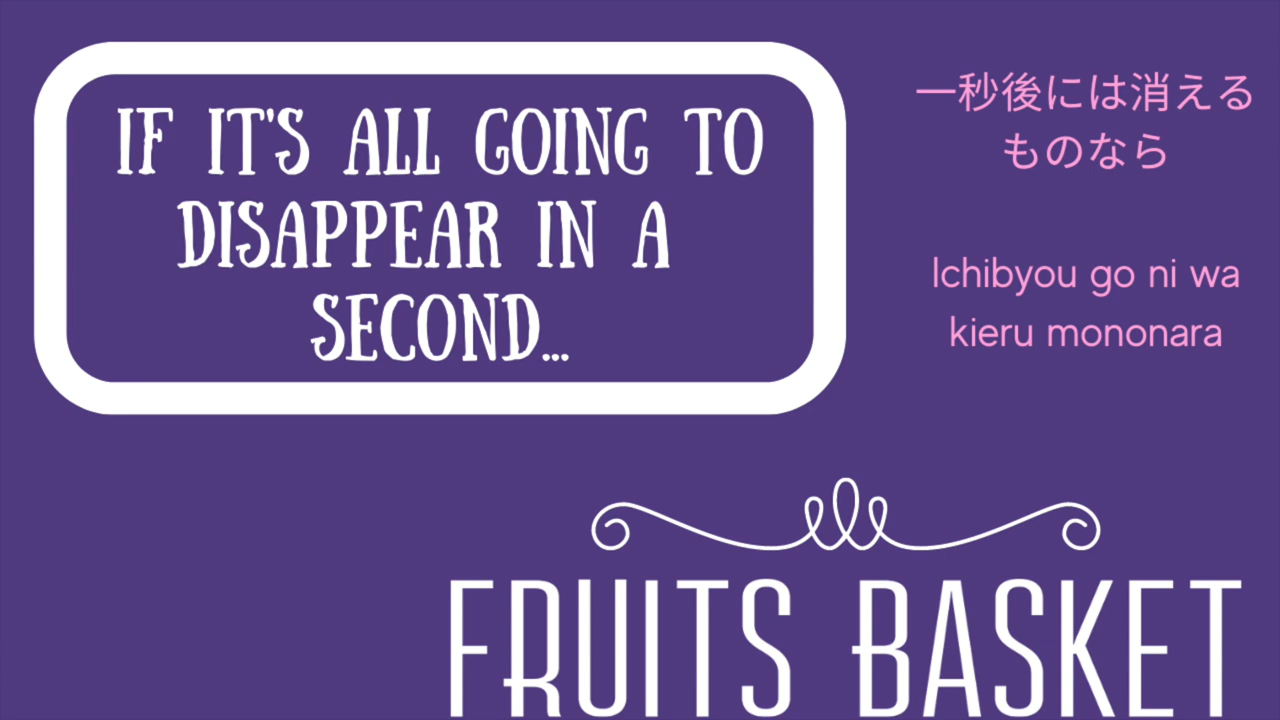 IF IT'S ALL GOING TO
DISAPPEAR IN A
SECOND...
一秒後には消える
ものなら
Ichibyou go ni wa
kieru mononara
FRUITS BASKET